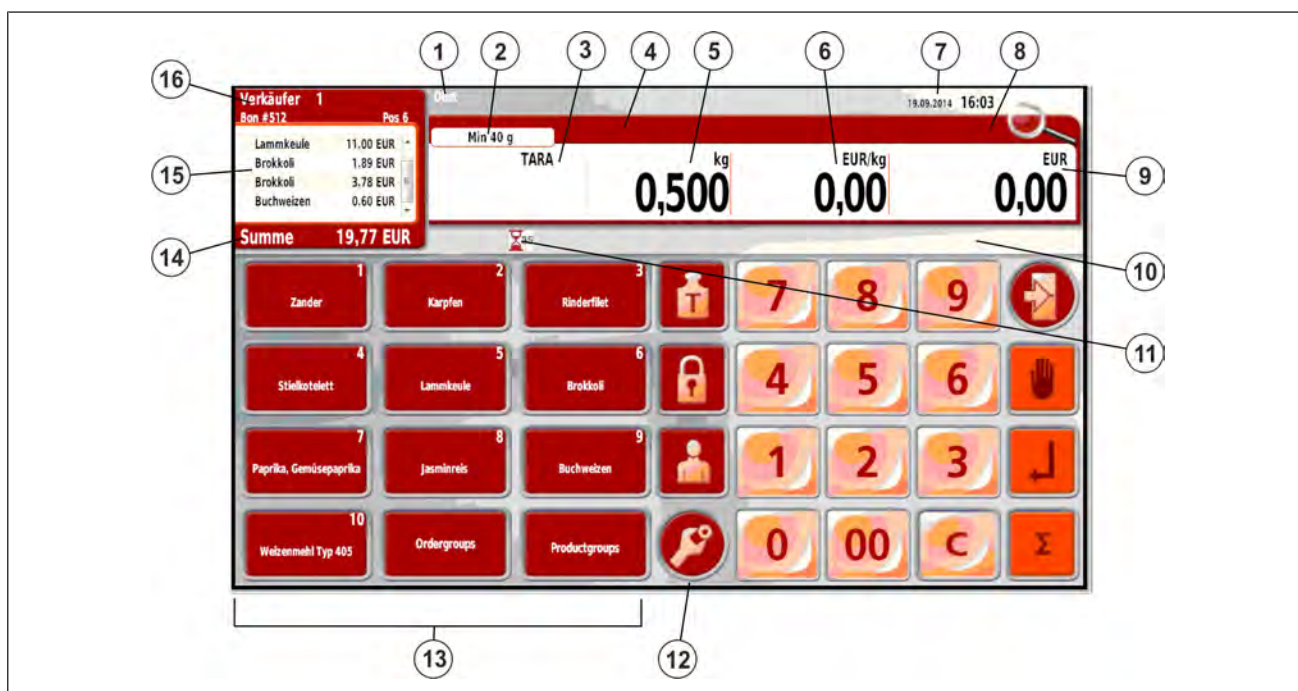 1 2 3 4 5 6 7 8
16
Verkäufer 1
Bon #512 Pos 6
19.09.2014 16:03
Min 40 g
Lammkeule 11.00 EUR
Brokkoli 1.89 EUR
Brokkoli 3.78 EUR
Buchweizen 0.60 EUR
15
TARA kg EUR/kg EUR
0,500 0,00 0,00
9
Summe 19,77 EUR
14
10
1 Zander
2 Karpfen
3 Rinderfilet
T
7 8 9
11
4 Stielkotelett
5 Lammkeule
6 Brokkoli
4 5 6
7 Paprika, Gemüsepaprika
8 Jasminreis
9 Buchweizen
1 2 3
10 Weizenmehl Typ 405
Ordergroups
Productgroups
0 00 C Σ
13
12